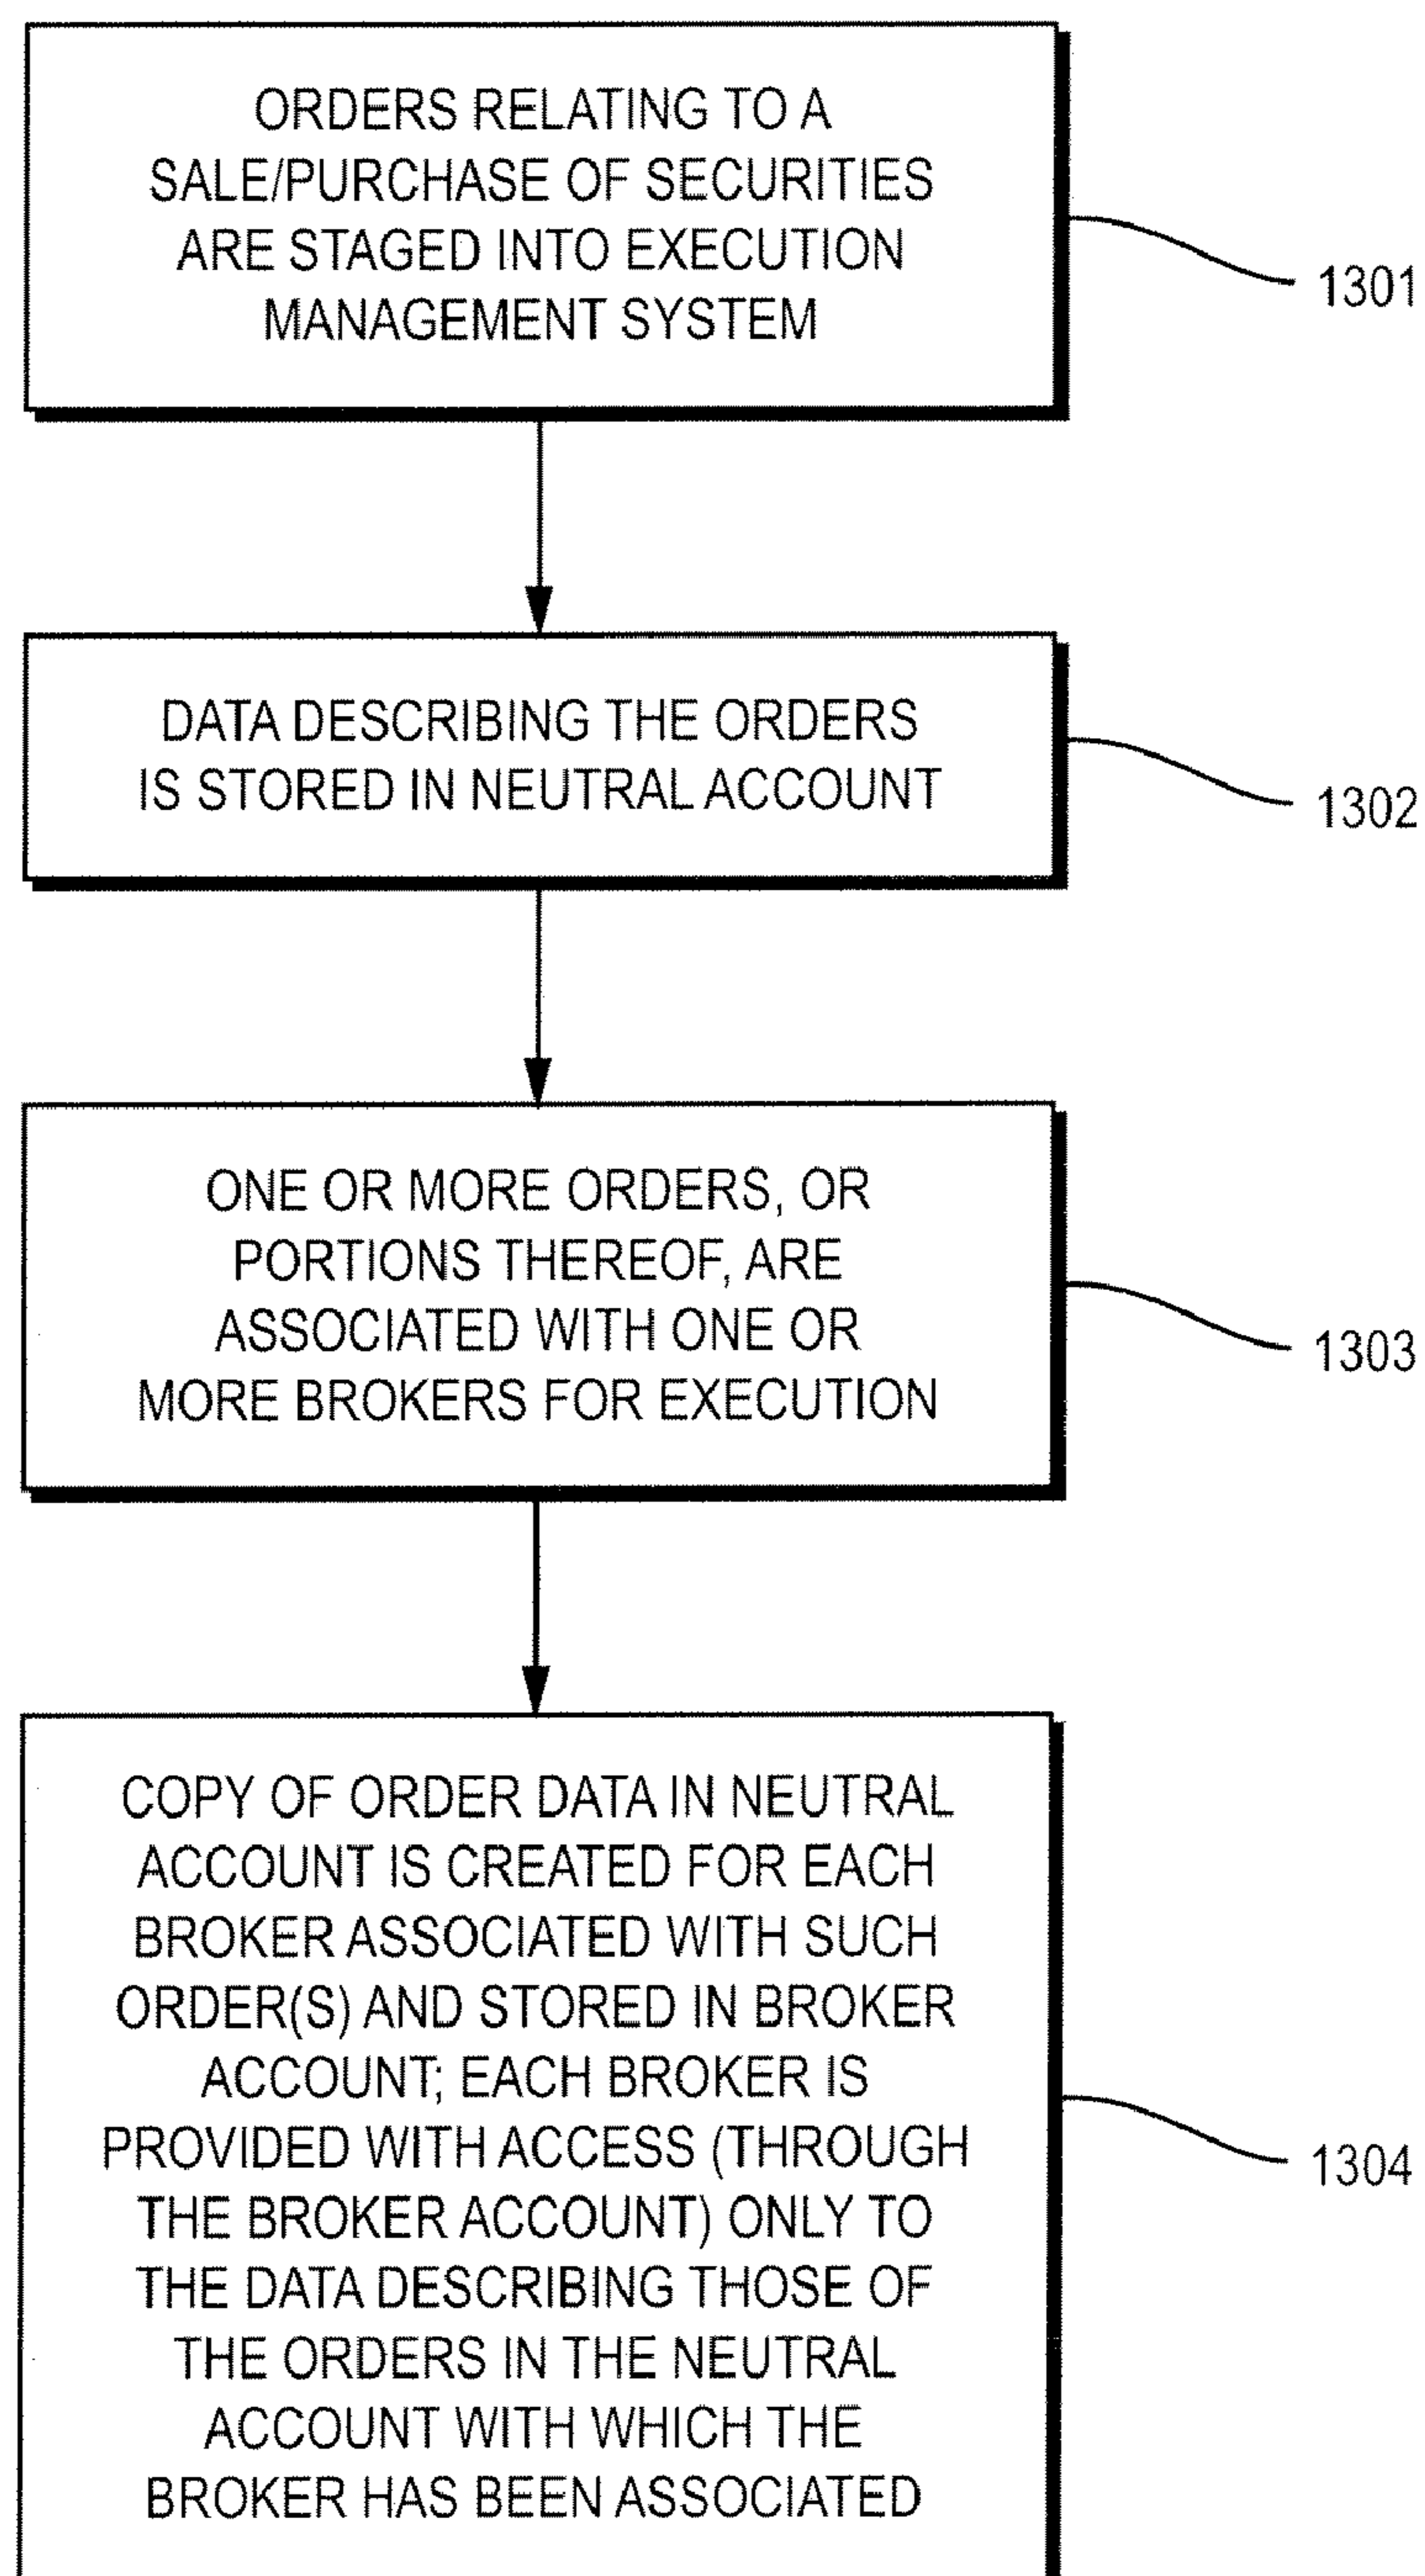 ORDERS RELATING TO A
SALE/PURCHASE OF SECURITIES
ARE STAGED INTO EXECUTION
MANAGEMENT SYSTEM
1301
DATA DESCRIBING THE ORDERS
IS STORED IN NEUTRAL ACCOUNT
1302
ONE OR MORE ORDERS, OR
PORTIONS THEREOF, ARE
ASSOCIATED WITH ONE OR
MORE BROKERS FOR EXECUTION
1303
COPY OF ORDER DATA IN NEUTRAL
ACCOUNT IS CREATED FOR EACH
BROKER ASSOCIATED WITH SUCH
ORDER(S) AND STORED IN BROKER
ACCOUNT; EACH BROKER IS
PROVIDED WITH ACCESS (THROUGH
THE BROKER ACCOUNT) ONLY TO
THE DATA DESCRIBING THOSE OF
THE ORDERS IN THE NEUTRAL
ACCOUNT WITH WHICH THE
BROKER HAS BEEN ASSOCIATED
1304